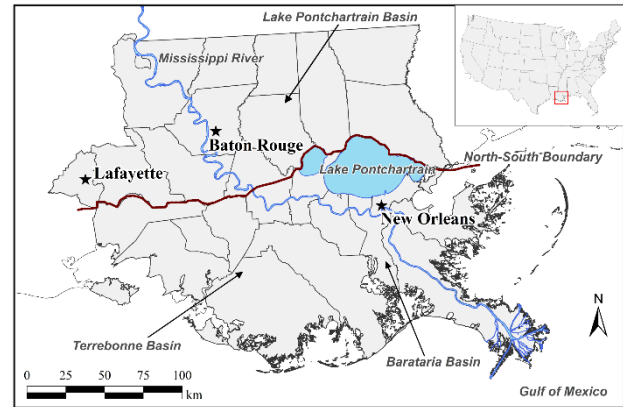 Lake Pontchartrain Basin
Mississippi River
Baton Rouge
Lake Pontchartrain
North-South Boundary
Lafayette
New Orleans
N
Terrebonne Basin
Barataria Basin
0 25 50 75 100
km
Gulf of Mexico